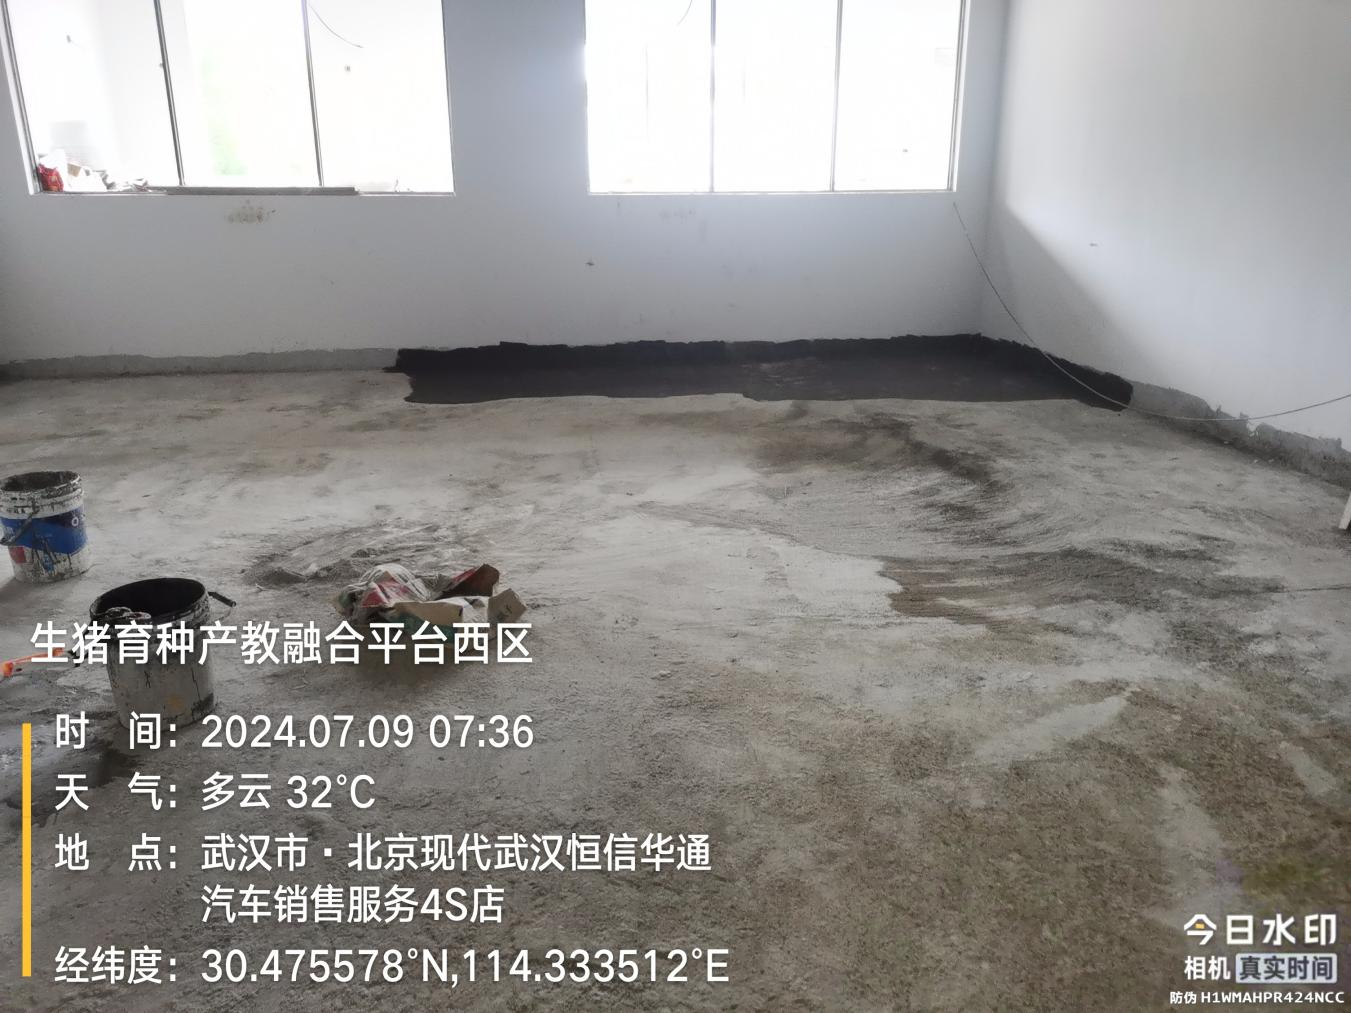 生猪育种产教融合平台西区
时 间：2024.07.09 07:36
天 气：多云 32°C
地 点：武汉市·北京现代武汉恒信华通
汽车销售服务4S店
经纬度：30.475578°N,114.333512°E
今日水印
相机 真实时间
防伪 H1WMAHPR424NCC